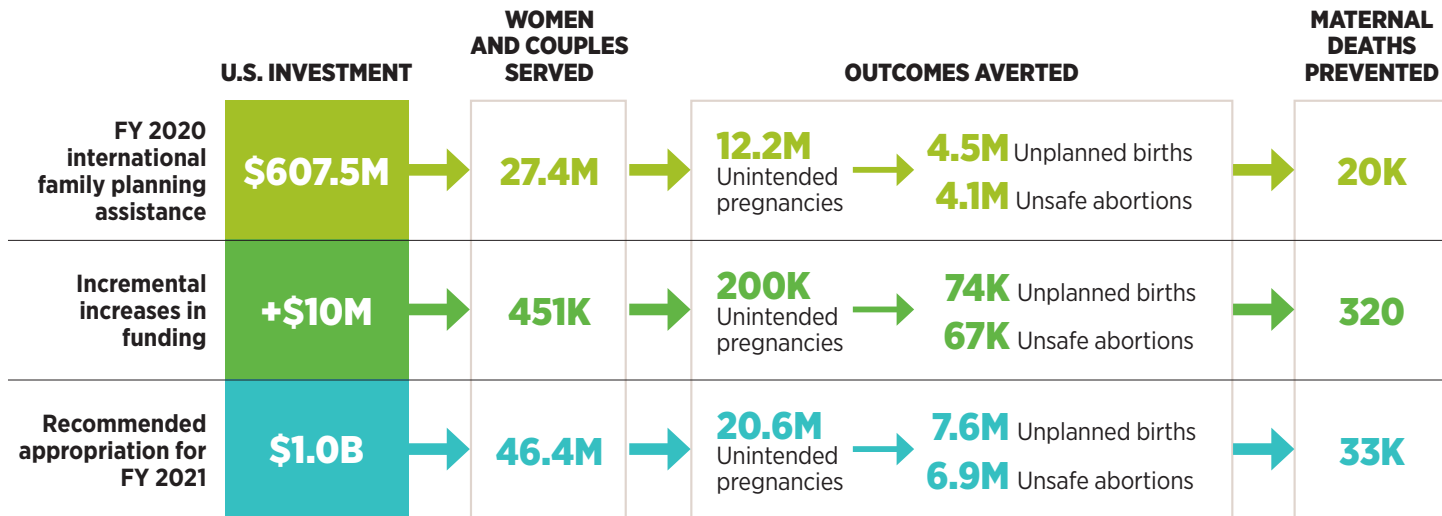 U.S. INVESTMENT
WOMEN
AND COUPLES
SERVED
OUTCOMES AVERTED
MATERNAL
DEATHS
PREVENTED
FY 2020
international
family planning
assistance
$607.5M
27.4M
12.2M
Unintended
pregnancies
4.5M Unplanned births
4.1M Unsafe abortions
20K
Incremental
increases in
funding
+$10M
451K
200K
Unintended
pregnancies
74K Unplanned births
67K Unsafe abortions
320
Recommended
appropriation for
FY 2021
$1.0B
46.4M
20.6M
Unintended
pregnancies
7.6M Unplanned births
6.9M Unsafe abortions
33K